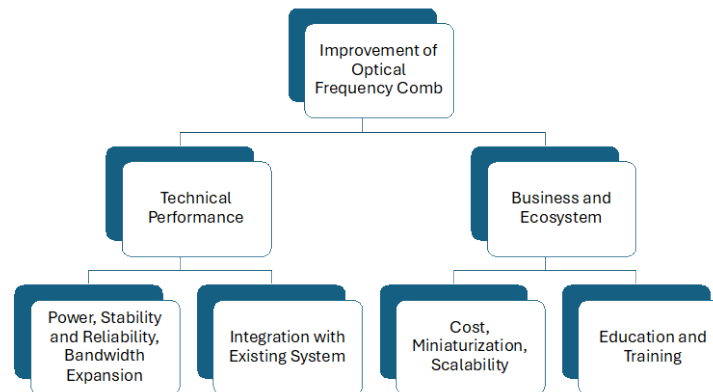 Improvement of
Optical
Frequency Comb
Technical
Performance
Business and
Ecosystem
Power, Stability
and Reliability,
Bandwidth
Expansion
Integration with
Existing System
Cost,
Miniaturization,
Scalability
Education and
Training